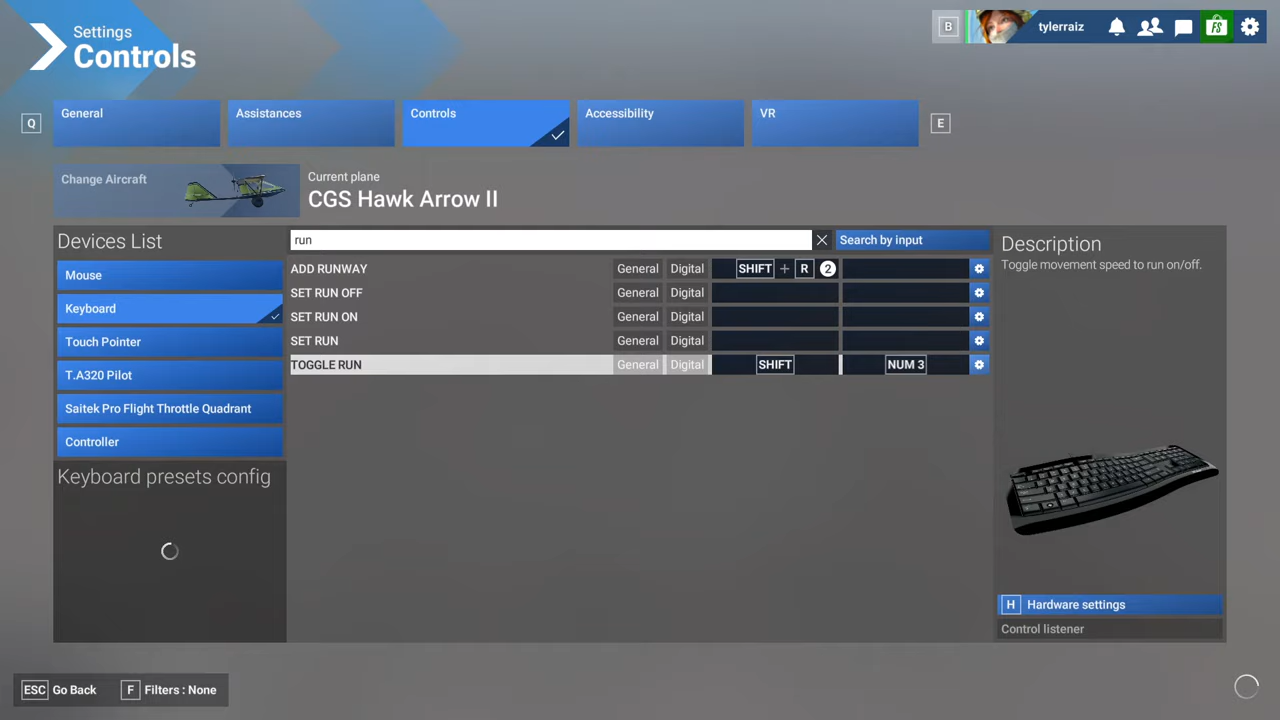 Settings
Controls
B tylerraiz FS
Q General Assistances Controls Accessibility VR E
Change Aircraft
Current plane
CGS Hawk Arrow II
Devices List
Mouse
Keyboard
Touch Pointer
T.A320 Pilot
Saitek Pro Flight Throttle Quadrant
Controller
Keyboard presets config
run Search by input
ADD RUNWAY General Digital SHIFT + R 2
SET RUN OFF General Digital
SET RUN ON General Digital
SET RUN General Digital
TOGGLE RUN General Digital SHIFT NUM 3
Description
Toggle movement speed to run on/off.
H Hardware settings
Control listener
ESC Go Back F Filters : None